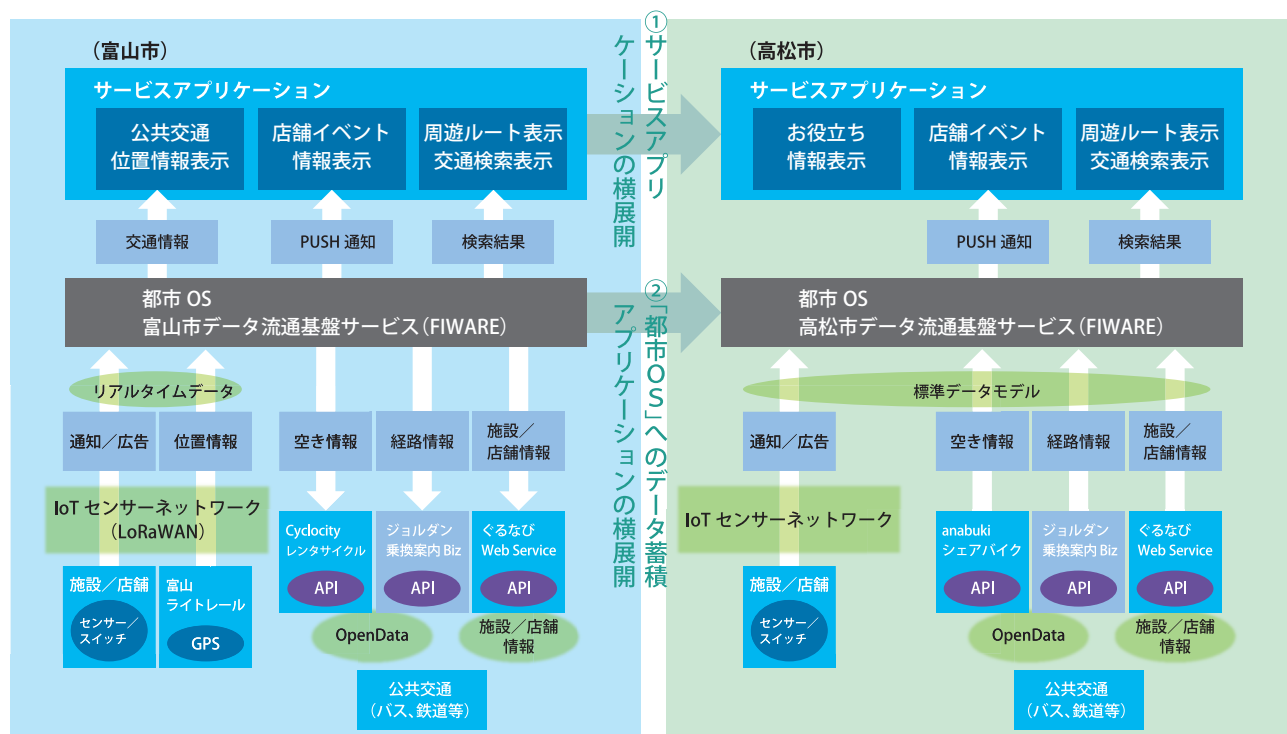 （富山市）
サービスアプリケーション
公共交通
位置情報表示
店舗イベント
情報表示
周遊ルート表示
交通検索表示
交通情報
PUSH 通知
検索結果
都市 OS
富山市データ流通基盤サービス（FIWARE）
リアルタイムデータ
通知／広告
位置情報
空き情報
経路情報
施設／
店舗情報
IoT センサーネットワーク
（LoRaWAN）
Cyclocity
レンタサイクル
API
ジョルダン
乗換案内 Biz
API
ぐるなび
Web Service
API
施設／店舗
センサー／
スイッチ
富山
ライトレール
GPS
OpenData
施設／店舗
情報
公共交通
（バス、鉄道等）
①サービスアプリ
ケーションの横展開
②「都市OS」へのデータ蓄積
アプリケーションの横展開
（高松市）
サービスアプリケーション
お役立ち
情報表示
店舗イベント
情報表示
周遊ルート表示
交通検索表示
PUSH 通知
検索結果
都市 OS
高松市データ流通基盤サービス（FIWARE）
標準データモデル
通知／広告
空き情報
経路情報
施設／
店舗情報
IoT センサーネットワーク
anabuki
シェアバイク
API
ジョルダン
乗換案内 Biz
API
ぐるなび
Web Service
API
施設／店舗
センサー／
スイッチ
OpenData
施設／店舗
情報
公共交通
（バス、鉄道等）